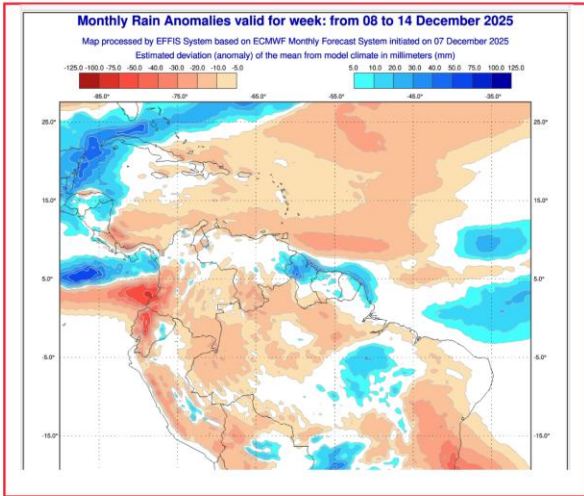 Monthly Rain Anomalies valid for week: from 08 to 14 December 2025
Map processed by EFFIS System based on ECMWF Monthly Forecast System initiated on 07 December 2025
Estimated deviation (anomaly) of the mean from model climate in millimeters (mm)
-125.0 -100.0 -75.0 -50.0 -40.0 -30.0 -20.0 -10.0 -5.0 5.0 10.0 20.0 30.0 40.0 50.0 75.0 100.0 125.0
-85.0° -75.0° -65.0° -55.0° -45.0° -35.0°
25.0° 25.0°
15.0° 15.0°
5.0° 5.0°
-5.0° -5.0°
-15.0° -15.0°